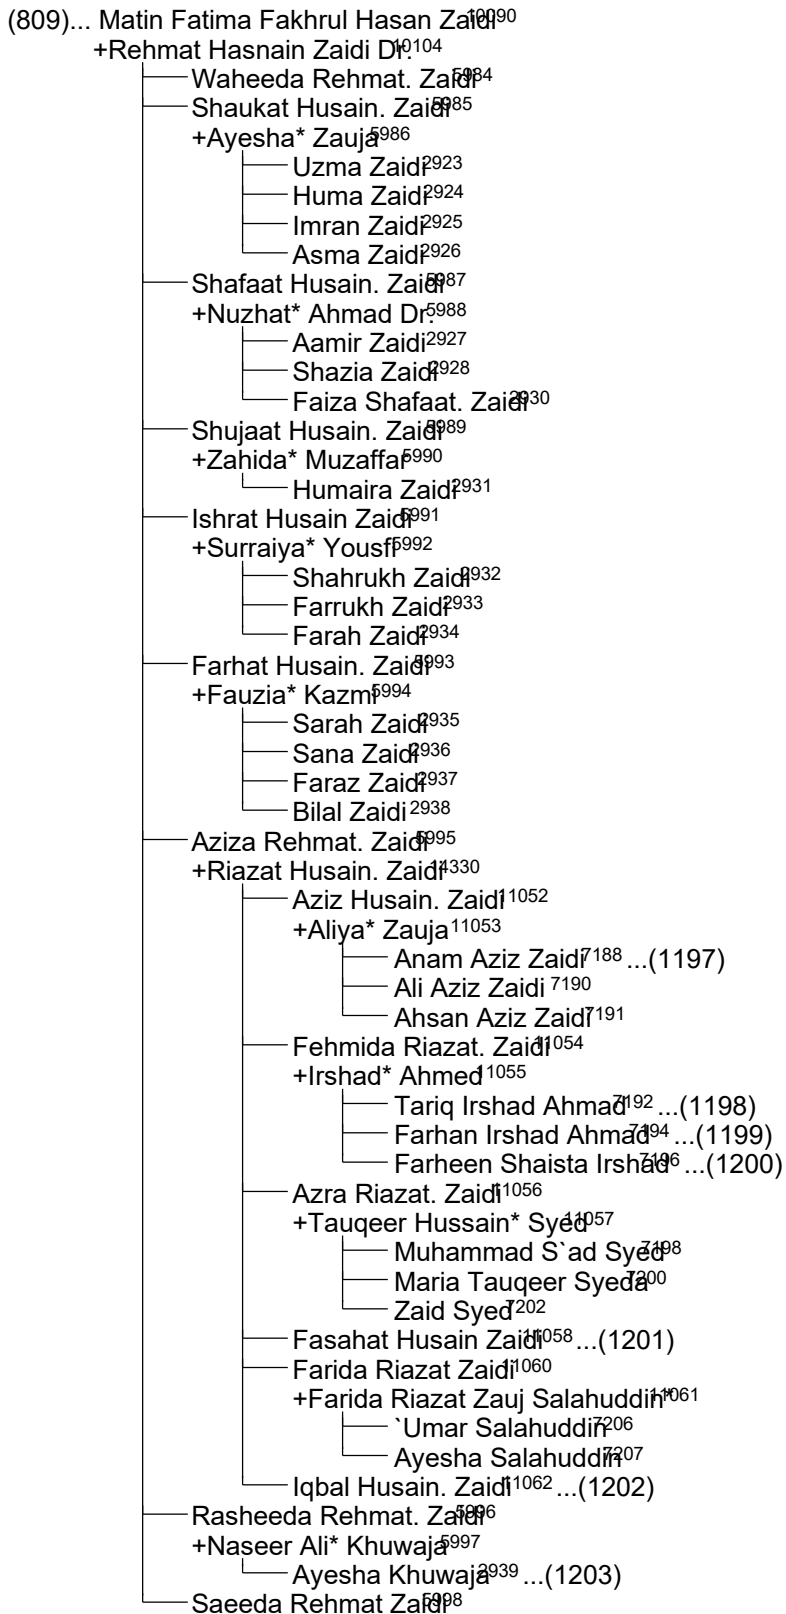 (809)... Matin Fatima Fakhrul Hasan Zaidi10090
+Rehmat Hasnain Zaidi Dr.10104
Waheeda Rehmat. Zaidi5984
Shaukat Husain. Zaidi5985
+Ayesha* Zauja5986
Uzma Zaidi2923
Huma Zaidi2924
Imran Zaidi2925
Asma Zaidi2926
Shafaat Husain. Zaidi5987
+Nuzhat* Ahmad Dr.5988
Aamir Zaidi2927
Shazia Zaidi2928
Faiza Shafaat. Zaidi2930
Shujaat Husain. Zaidi5989
+Zahida* Muzaffar5990
Humaira Zaidi2931
Ishrat Husain Zaidi5991
+Surraiya* Yousfi5992
Shahrukh Zaidi2932
Farrukh Zaidi2933
Farah Zaidi2934
Farhat Husain. Zaidi5993
+Fauzia* Kazmi5994
Sarah Zaidi2935
Sana Zaidi2936
Faraz Zaidi2937
Bilal Zaidi2938
Aziza Rehmat. Zaidi5995
+Riazat Husain. Zaidi14330
Aziz Husain. Zaidi11052
+Aliya* Zauja11053
Anam Aziz Zaidi7188 ...(1197)
Ali Aziz Zaidi7190
Ahsan Aziz Zaidi7191
Fehmida Riazat. Zaidi11054
+Irshad* Ahmed11055
Tariq Irshad Ahmad7192 ...(1198)
Farhan Irshad Ahmad7194 ...(1199)
Farheen Shaista Irshad7196 ...(1200)
Azra Riazat. Zaidi11056
+Tauqeer Hussain* Syed11057
Muhammad S`ad Syed7198
Maria Tauqeer Syeda7200
Zaid Syed7202
Fasahat Husain Zaidi11058 ...(1201)
Farida Riazat Zaidi11060
+Farida Riazat Zauj Salahuddin*11061
`Umar Salahuddin7206
Ayesha Salahuddin7207
Iqbal Husain. Zaidi11062 ...(1202)
Rasheeda Rehmat. Zaidi5996
+Naseer Ali* Khuwaja5997
Ayesha Khuwaja2939 ...(1203)
Saeeda Rehmat Zaidi5998